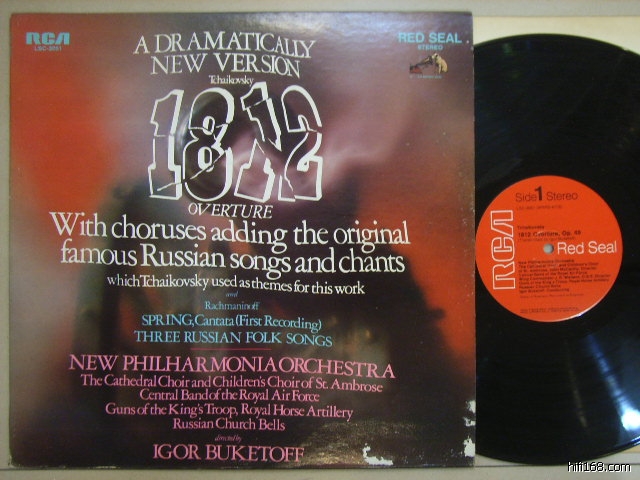 RCA
LSC-3051
RED SEAL
STEREO
A DRAMATICALLY
NEW VERSION
Tchaikovsky
1812
OVERTURE
With choruses adding the original
famous Russian songs and chants
which Tchaikovsky used as themes for this work
and
Rachmaninoff
SPRING, Cantata (First Recording)
THREE RUSSIAN FOLK SONGS
NEW PHILHARMONIA ORCHESTRA
The Cathedral Choir and Children's Choir of St. Ambrose
Central Band of the Royal Air Force
Guns of the King's Troop, Royal Horse Artillery
Russian Church Bells
directed by
IGOR BUKETOFF
Side 1 Stereo
Tchaikovsky
1812 Overture, Op. 49
RCA
Red Seal
New Philharmonia Orchestra
hifi168.com